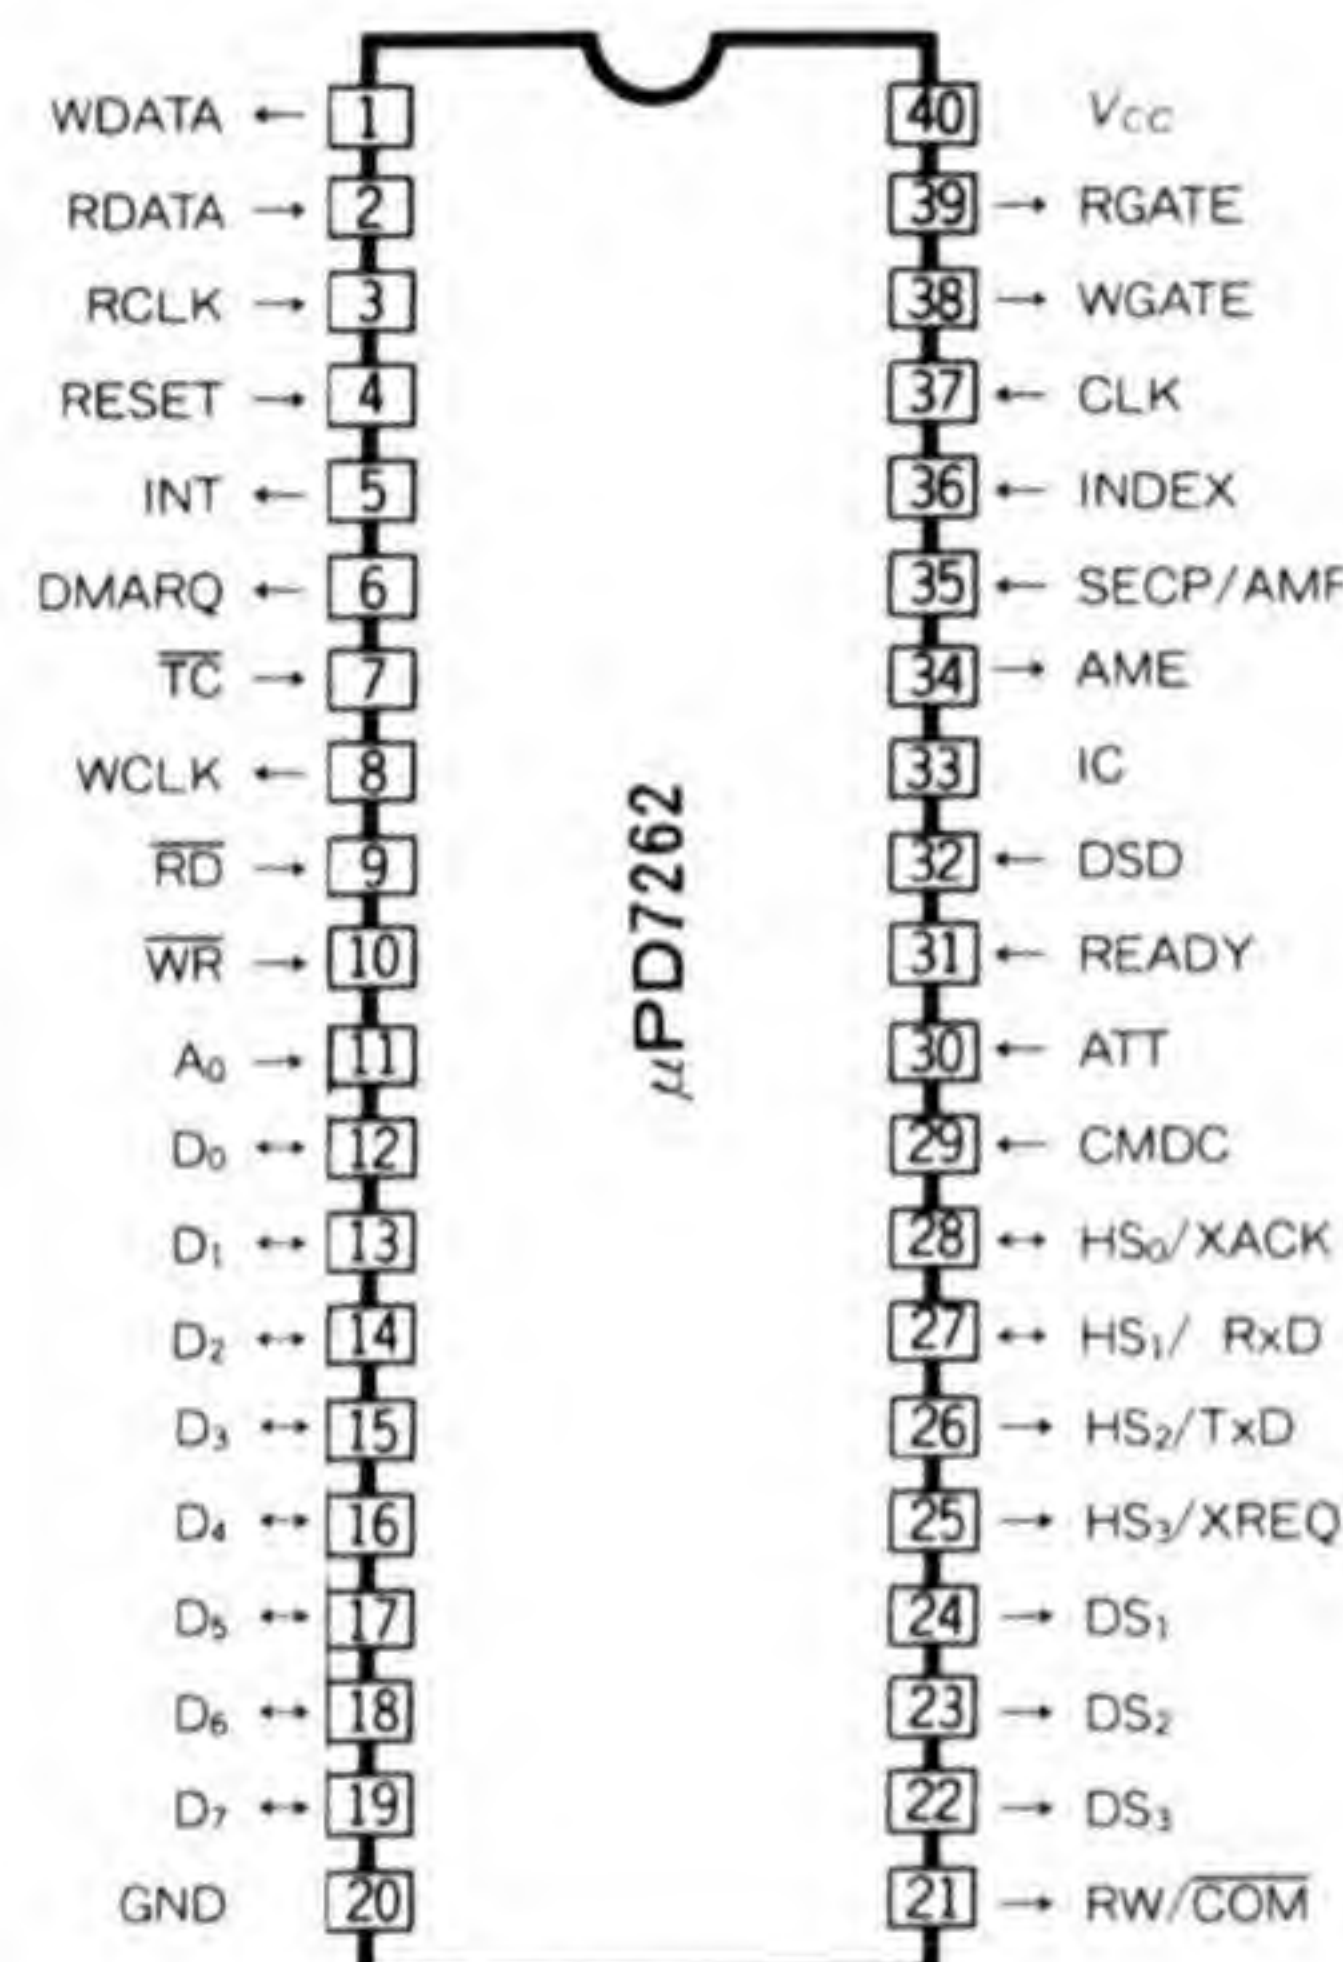 WDATA ← 1
RDATA → 2
RCLK → 3
RESET → 4
INT ← 5
DMARQ ← 6
T̅C̅ → 7
WCLK ← 8
R̅D̅ → 9
W̅R̅ → 10
A₀ → 11
D₀ ↔ 12
D₁ ↔ 13
D₂ ↔ 14
D₃ ↔ 15
D₄ ↔ 16
D₅ ↔ 17
D₆ ↔ 18
D₇ ↔ 19
GND 20
μPD7262
40 Vcc
39 → RGATE
38 → WGATE
37 ← CLK
36 ← INDEX
35 ← SECP/AMF
34 → AME
33 IC
32 ← DSD
31 ← READY
30 ← ATT
29 ← CMDC
28 ↔ HS₀/XACK
27 ↔ HS₁/ RxD
26 → HS₂/TxD
25 → HS₃/XREQ
24 → DS₁
23 → DS₂
22 → DS₃
21 → RW/C̅O̅M̅